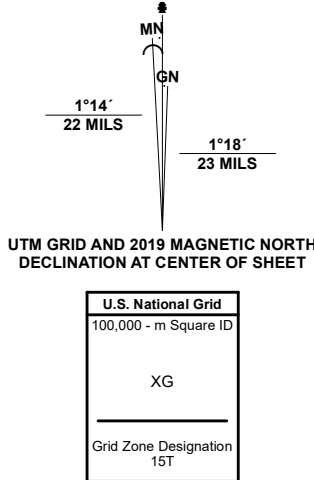 MN
GN
1°14´
22 MILS
1°18´
23 MILS
UTM GRID AND 2019 MAGNETIC NORTH
DECLINATION AT CENTER OF SHEET
U.S. National Grid
100,000 - m Square ID
XG
Grid Zone Designation
15T